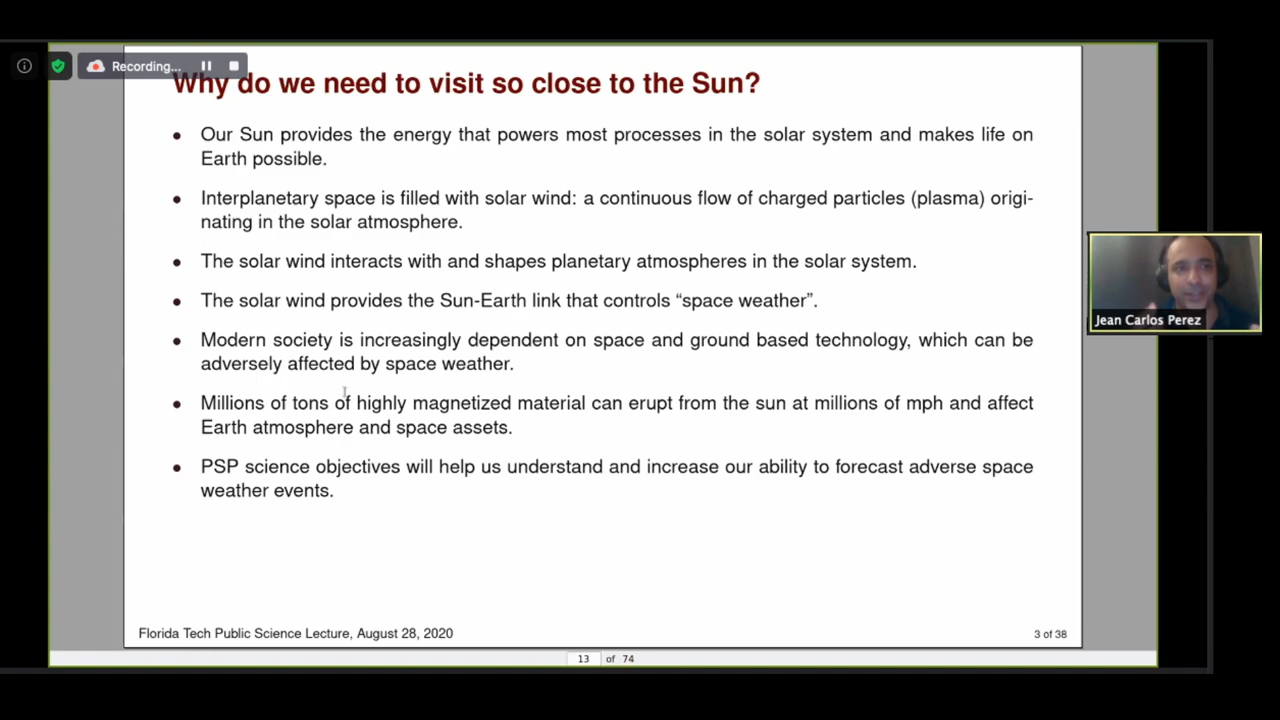 Recording...
Why do we need to visit so close to the Sun?
• Our Sun provides the energy that powers most processes in the solar system and makes life on
Earth possible.
• Interplanetary space is filled with solar wind: a continuous flow of charged particles (plasma) origi-
nating in the solar atmosphere.
• The solar wind interacts with and shapes planetary atmospheres in the solar system.
• The solar wind provides the Sun-Earth link that controls “space weather”.
• Modern society is increasingly dependent on space and ground based technology, which can be
adversely affected by space weather.
• Millions of tons of highly magnetized material can erupt from the sun at millions of mph and affect
Earth atmosphere and space assets.
• PSP science objectives will help us understand and increase our ability to forecast adverse space
weather events.
Jean Carlos Perez
Florida Tech Public Science Lecture, August 28, 2020
3 of 38
13 of 74